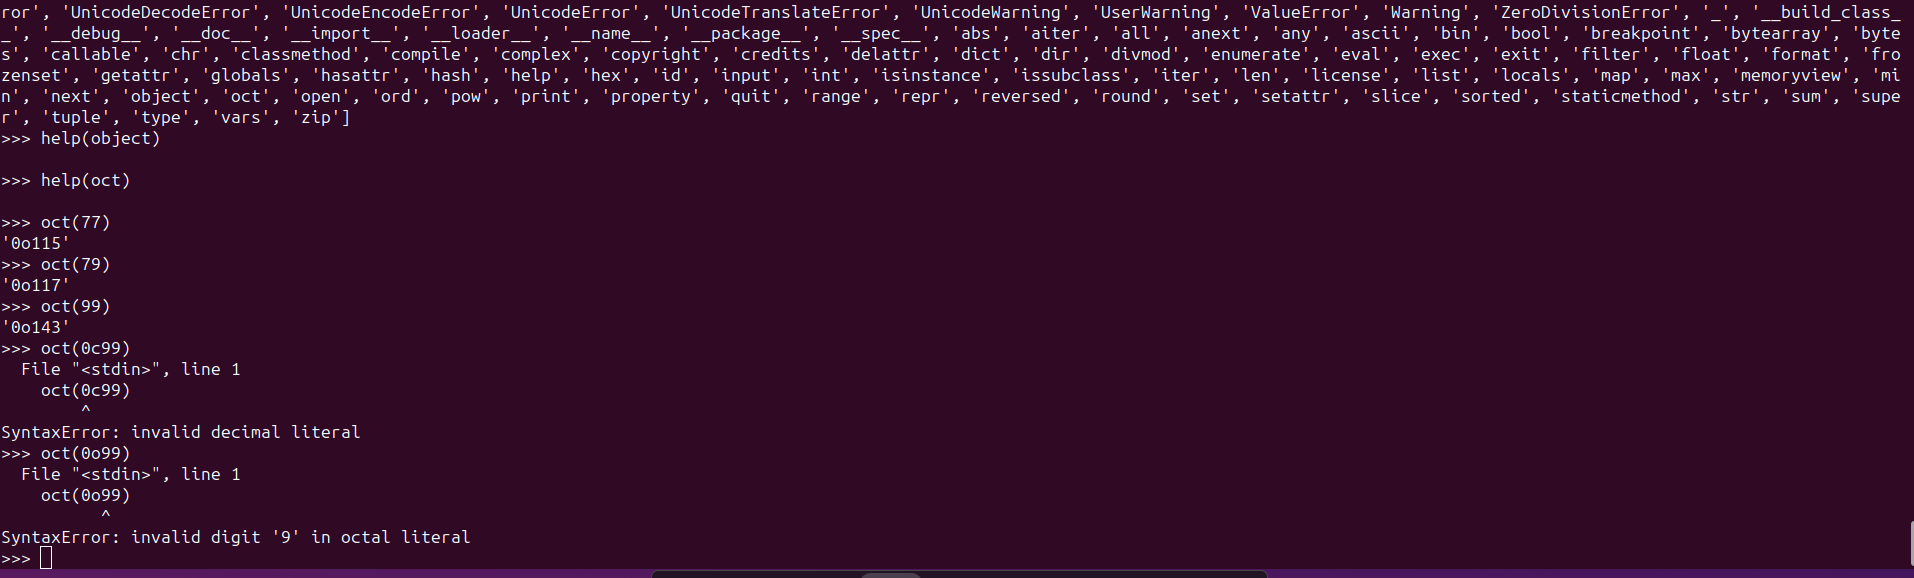 ror', 'UnicodeDecodeError', 'UnicodeEncodeError', 'UnicodeError', 'UnicodeTranslateError', 'UnicodeWarning', 'UserWarning', 'ValueError', 'Warning', 'ZeroDivisionError', '_', '__build_class_
_', '__debug__', '__doc__', '__import__', '__loader__', '__name__', '__package__', '__spec__', 'abs', 'aiter', 'all', 'anext', 'any', 'ascii', 'bin', 'bool', 'breakpoint', 'bytearray', 'byte
s', 'callable', 'chr', 'classmethod', 'compile', 'complex', 'copyright', 'credits', 'delattr', 'dict', 'dir', 'divmod', 'enumerate', 'eval', 'exec', 'exit', 'filter', 'float', 'format', 'fro
zenset', 'getattr', 'globals', 'hasattr', 'hash', 'help', 'hex', 'id', 'input', 'int', 'isinstance', 'issubclass', 'iter', 'len', 'license', 'list', 'locals', 'map', 'max', 'memoryview', 'mi
n', 'next', 'object', 'oct', 'open', 'ord', 'pow', 'print', 'property', 'quit', 'range', 'repr', 'reversed', 'round', 'set', 'setattr', 'slice', 'sorted', 'staticmethod', 'str', 'sum', 'supe
r', 'tuple', 'type', 'vars', 'zip']
>>> help(object)
>>> help(oct)
>>> oct(77)
'0o115'
>>> oct(79)
'0o117'
>>> oct(99)
'0o143'
>>> oct(0c99)
  File "<stdin>", line 1
    oct(0c99)
        ^
SyntaxError: invalid decimal literal
>>> oct(0o99)
  File "<stdin>", line 1
    oct(0o99)
          ^
SyntaxError: invalid digit '9' in octal literal
>>>